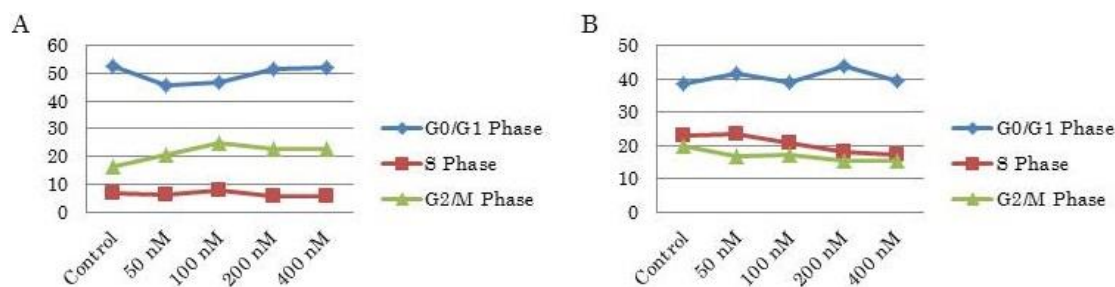 A
60
50
40
30
20
10
0
Control
50 nM
100 nM
200 nM
400 nM
G0/G1 Phase
S Phase
G2/M Phase
B
50
40
30
20
10
0
Control
50 nM
100 nM
200 nM
400 nM
G0/G1 Phase
S Phase
G2/M Phase